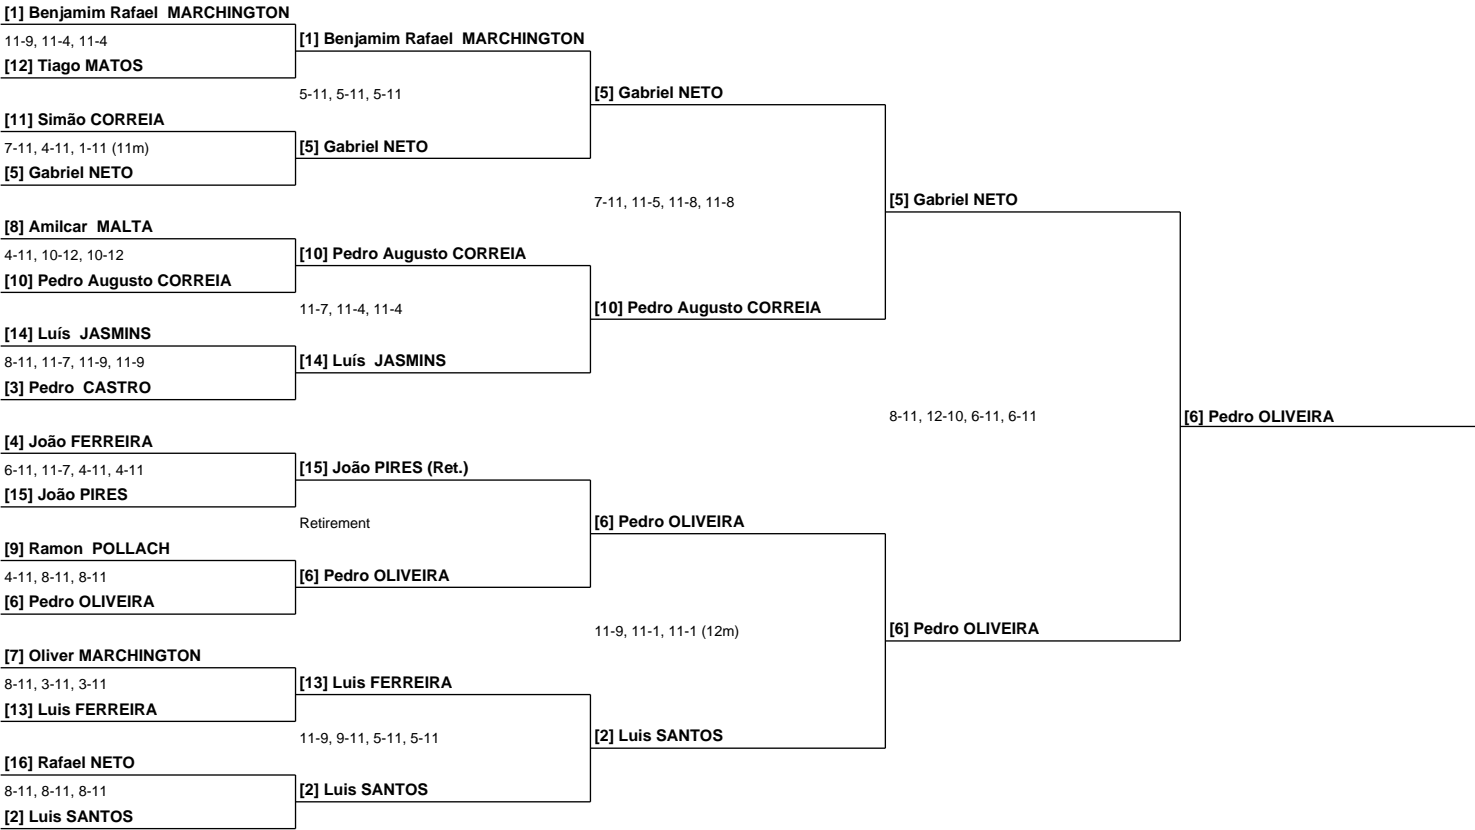 [1] Benjamim Rafael  MARCHINGTON
11-9, 11-4, 11-4
[12] Tiago MATOS
[11] Simão CORREIA
7-11, 4-11, 1-11 (11m)
[5] Gabriel NETO
[8] Amilcar  MALTA
4-11, 10-12, 10-12
[10] Pedro Augusto CORREIA
[14] Luís  JASMINS
8-11, 11-7, 11-9, 11-9
[3] Pedro  CASTRO
[4] João FERREIRA
6-11, 11-7, 4-11, 4-11
[15] João PIRES
[9] Ramon  POLLACH
4-11, 8-11, 8-11
[6] Pedro OLIVEIRA
[7] Oliver MARCHINGTON
8-11, 3-11, 3-11
[13] Luis FERREIRA
[16] Rafael NETO
8-11, 8-11, 8-11
[2] Luis SANTOS
[1] Benjamim Rafael  MARCHINGTON
5-11, 5-11, 5-11
[5] Gabriel NETO
[10] Pedro Augusto CORREIA
11-7, 11-4, 11-4
[14] Luís  JASMINS
[15] João PIRES (Ret.)
Retirement
[6] Pedro OLIVEIRA
[13] Luis FERREIRA
11-9, 9-11, 5-11, 5-11
[2] Luis SANTOS
[5] Gabriel NETO
7-11, 11-5, 11-8, 11-8
[10] Pedro Augusto CORREIA
[6] Pedro OLIVEIRA
11-9, 11-1, 11-1 (12m)
[2] Luis SANTOS
[5] Gabriel NETO
8-11, 12-10, 6-11, 6-11
[6] Pedro OLIVEIRA
[6] Pedro OLIVEIRA